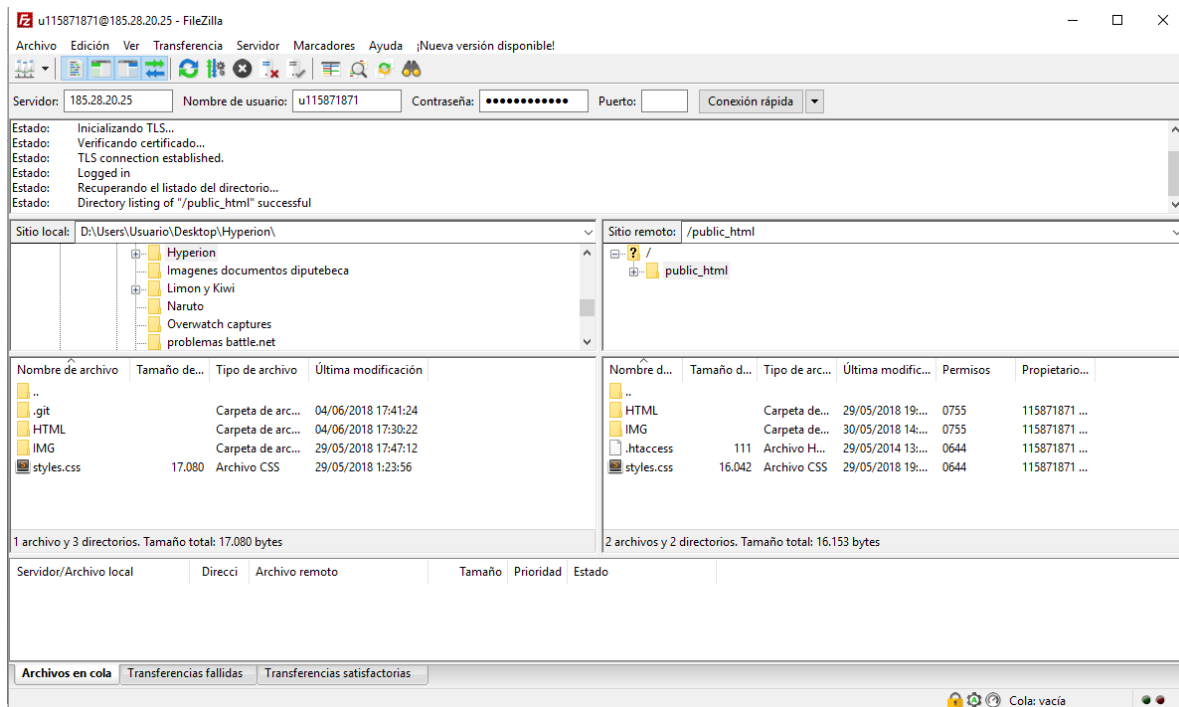 u115871871@185.28.20.25 - FileZilla
Archivo Edición Ver Transferencia Servidor Marcadores Ayuda ¡Nueva versión disponible!
Servidor: 185.28.20.25 Nombre de usuario: u115871871 Contraseña: ●●●●●●●●●●●● Puerto: Conexión rápida
Estado: Inicializando TLS...
Estado: Verificando certificado...
Estado: TLS connection established.
Estado: Logged in
Estado: Recuperando el listado del directorio...
Estado: Directory listing of "/public_html" successful
Sitio local: D:\Users\Usuario\Desktop\Hyperion\
Hyperion
Imagenes documentos diputebeca
Limon y Kiwi
Naruto
Overwatch captures
problemas battle.net
Sitio remoto: /public_html
/
public_html
Nombre de archivo Tamaño de... Tipo de archivo Última modificación
..
.git Carpeta de arc... 04/06/2018 17:41:24
HTML Carpeta de arc... 04/06/2018 17:30:22
IMG Carpeta de arc... 29/05/2018 17:47:12
styles.css 17.080 Archivo CSS 29/05/2018 1:23:56
1 archivo y 3 directorios. Tamaño total: 17.080 bytes
Nombre d... Tamaño d... Tipo de arc... Última modific... Permisos Propietario...
..
HTML Carpeta de... 29/05/2018 19:... 0755 115871871 ...
IMG Carpeta de... 30/05/2018 14:... 0755 115871871 ...
.htaccess 111 Archivo H... 29/05/2014 13:... 0644 115871871 ...
styles.css 16.042 Archivo CSS 29/05/2018 19:... 0644 115871871 ...
2 archivos y 2 directorios. Tamaño total: 16.153 bytes
Servidor/Archivo local Direcci Archivo remoto Tamaño Prioridad Estado
Archivos en cola Transferencias fallidas Transferencias satisfactorias
Cola: vacía